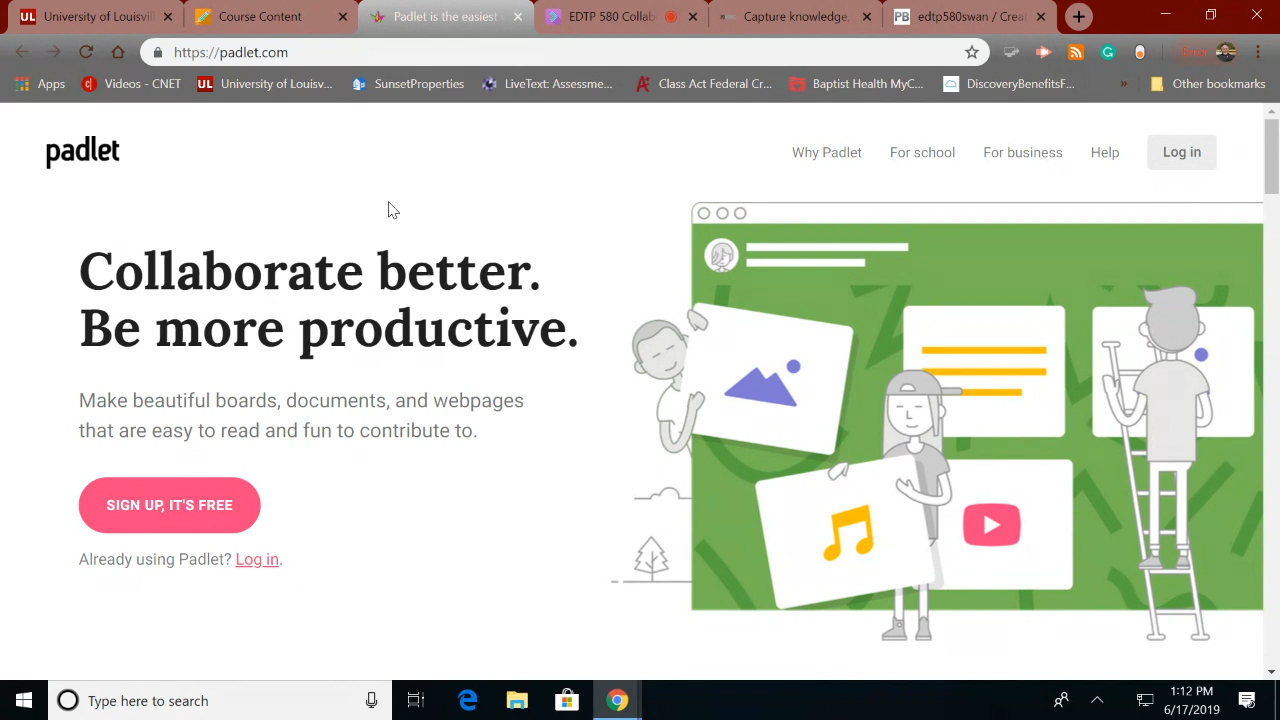 University of Louisvill
Course Content
Padlet is the easiest
EDTP 580 Collab
Capture knowledge,
edtp580swan / Crea
https://padlet.com
Error
Apps
Videos - CNET
University of Louisv...
SunsetProperties
LiveText: Assessme...
Class Act Federal Cr...
Baptist Health MyC...
DiscoveryBenefitsF...
»
Other bookmarks
padlet
Why Padlet
For school
For business
Help
Log in
Collaborate better.
Be more productive.
Make beautiful boards, documents, and webpages
that are easy to read and fun to contribute to.
SIGN UP, IT'S FREE
Already using Padlet? Log in.
Type here to search
1:12 PM
6/17/2019